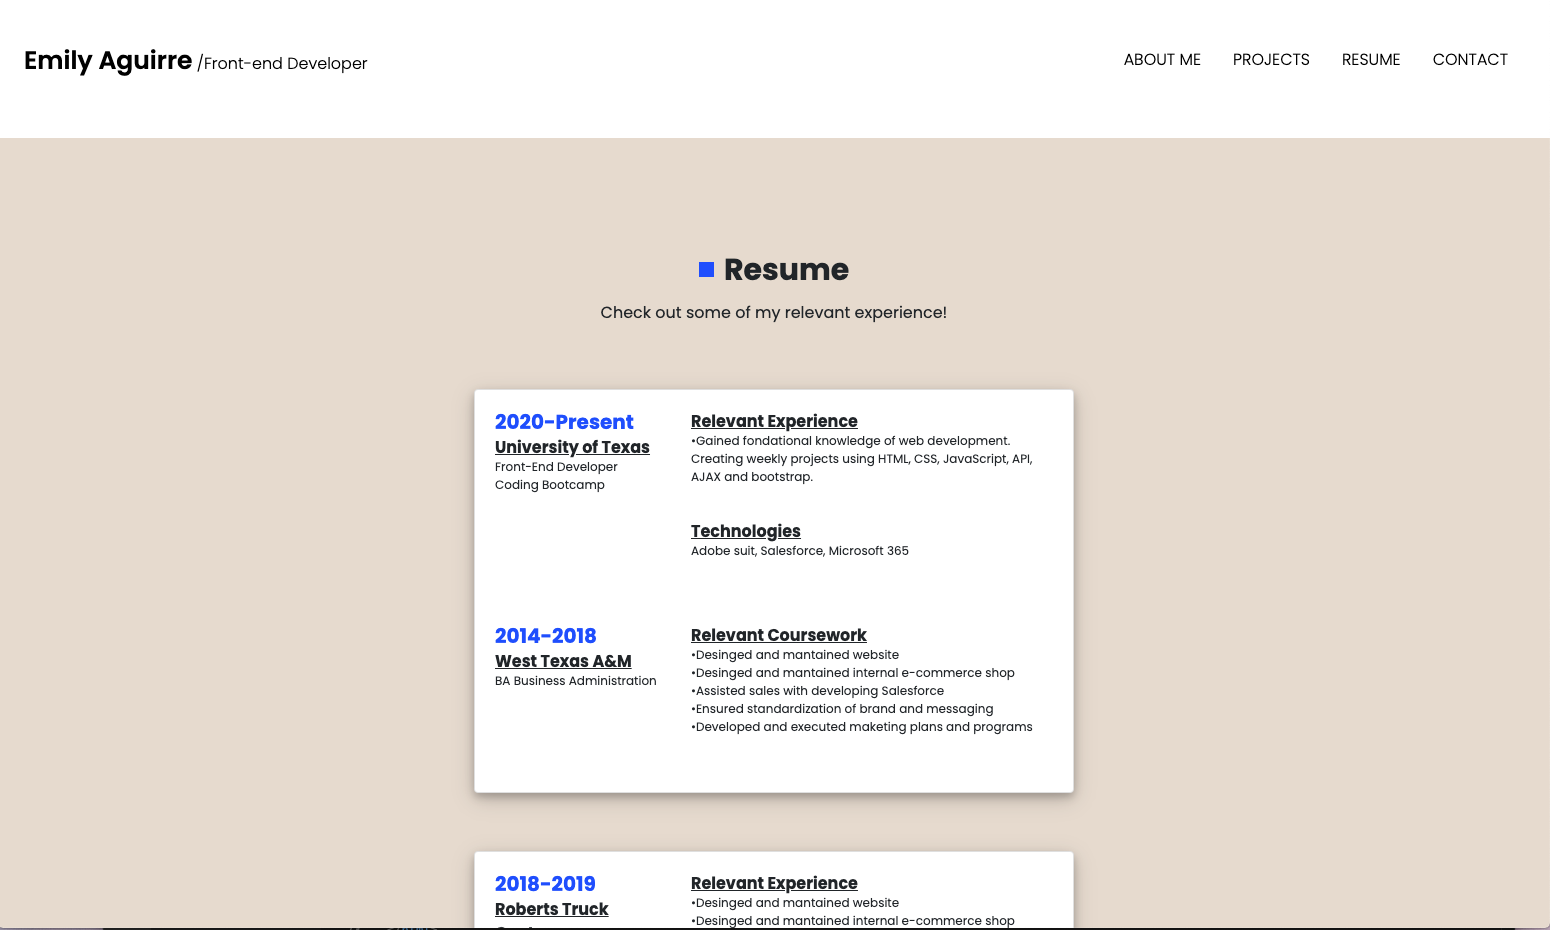 Emily Aguirre /Front-end Developer
ABOUT ME PROJECTS RESUME CONTACT
Resume
Check out some of my relevant experience!
2020-Present
University of Texas
Front-End Developer
Coding Bootcamp
Relevant Experience
•Gained fondational knowledge of web development.
Creating weekly projects using HTML, CSS, JavaScript, API,
AJAX and bootstrap.
Technologies
Adobe suit, Salesforce, Microsoft 365
2014-2018
West Texas A&M
BA Business Administration
Relevant Coursework
•Desinged and mantained website
•Desinged and mantained internal e-commerce shop
•Assisted sales with developing Salesforce
•Ensured standardization of brand and messaging
•Developed and executed maketing plans and programs
2018-2019
Roberts Truck
Relevant Experience
•Desinged and mantained website
•Desinged and mantained internal e-commerce shop